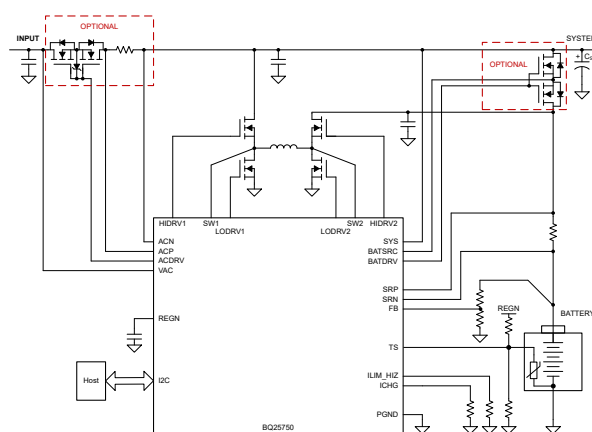 OPTIONAL
INPUT
SYSTEM
OPTIONAL
+
HIDRV1
SW1
LODRV1
LODRV2
SW2
HIDRV2
ACN
ACP
ACDRV
VAC
REGN
I2C
Host
SYS
BATSRC
BATDRV
SRP
SRN
FB
TS
ILIM_HIZ
ICHG
PGND
REGN
BATTERY
BQ25750